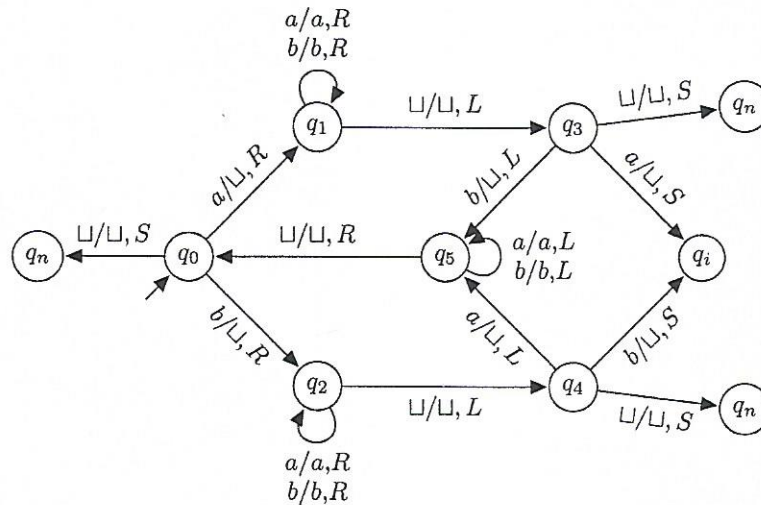 a/a,R
b/b,R
q1
⊔/⊔, L
q3
⊔/⊔, S
qn
a/⊔, R
b/⊔, L
a/⊔, S
qn
⊔/⊔, S
q0
⊔/⊔, R
q5
a/a,L
b/b,L
qi
b/⊔, R
a/⊔, L
b/⊔, S
q2
⊔/⊔, L
q4
⊔/⊔, S
qn
a/a,R
b/b,R